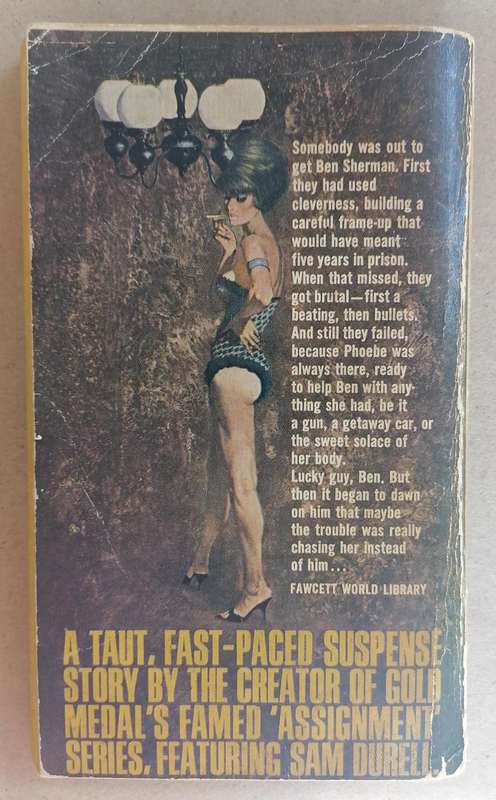 Somebody was out to
get Ben Sherman. First
they had used
cleverness, building a
careful frame-up that
would have meant
five years in prison.
When that missed, they
got brutal—first a
beating, then bullets.
And still they failed,
because Phoebe was
always there, ready
to help Ben with any-
thing she had, be it
a gun, a getaway car, or
the sweet solace of
her body.
Lucky guy, Ben. But
then it began to dawn
on him that maybe
the trouble was really
chasing her instead
of him...
FAWCETT WORLD LIBRARY
A TAUT, FAST-PACED SUSPENSE
STORY BY THE CREATOR OF GOLD
MEDAL'S FAMED 'ASSIGNMENT'
SERIES, FEATURING SAM DURELL